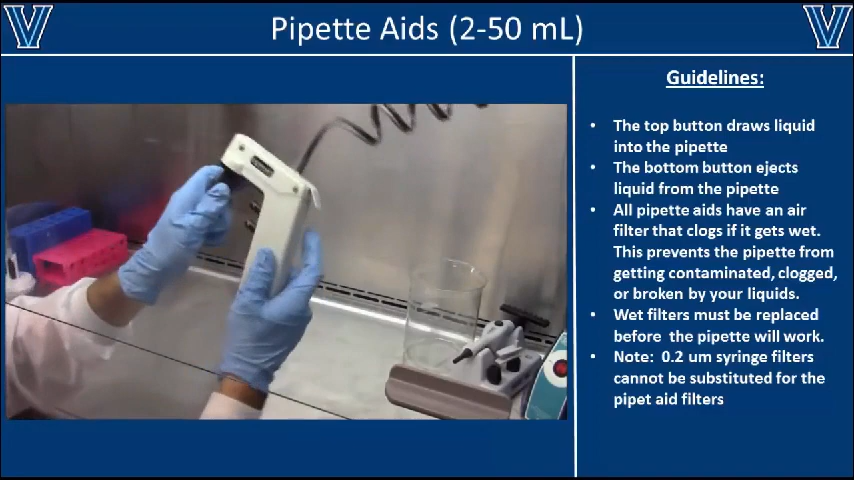 Pipette Aids (2-50 mL)
Guidelines:
• The top button draws liquid
into the pipette
• The bottom button ejects
liquid from the pipette
• All pipette aids have an air
filter that clogs if it gets wet.
This prevents the pipette from
getting contaminated, clogged,
or broken by your liquids.
• Wet filters must be replaced
before the pipette will work.
• Note: 0.2 um syringe filters
cannot be substituted for the
pipet aid filters